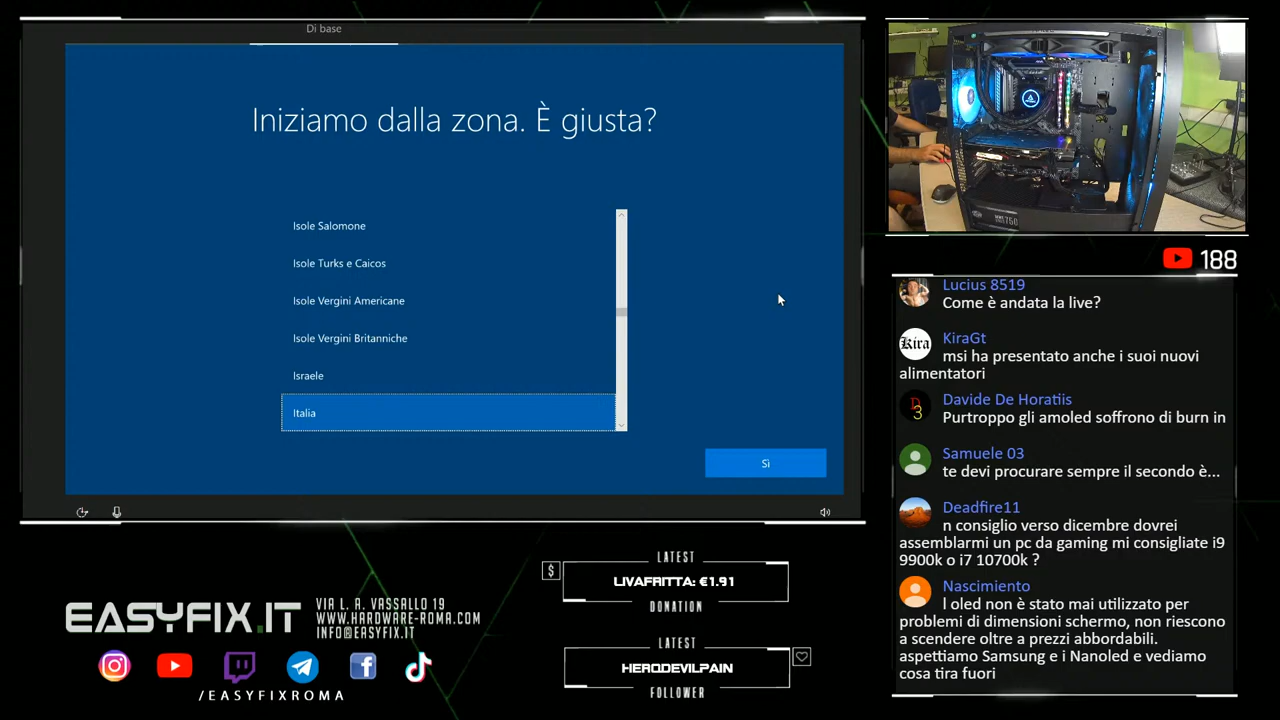 Di base
Iniziamo dalla zona. È giusta?
Isole Salomone
Isole Turks e Caicos
Isole Vergini Americane
Isole Vergini Britanniche
Israele
Italia
Sì
188
Lucius 8519
Come è andata la live?
KiraGt
msi ha presentato anche i suoi nuovi
alimentatori
Davide De Horatiis
Purtroppo gli amoled soffrono di burn in
Samuele 03
te devi procurare sempre il secondo è...
Deadfire11
n consiglio verso dicembre dovrei
assemblarmi un pc da gaming mi consigliate i9
9900k o i7 10700k ?
Nascimiento
l oled non è stato mai utilizzato per
problemi di dimensioni schermo, non riescono
a scendere oltre a prezzi abbordabili.
aspettiamo Samsung e i Nanoled e vediamo
cosa tira fuori
Kira
EASYFIX.IT
VIA L. A. VASSALLO 19
WWW.HARDWARE-ROMA.COM
INFO@EASYFIX.IT
/EASYFIXROMA
$
LATEST
LIVAFRITTA: €1.91
DONATION
LATEST
HERODEVILPAIN
FOLLOWER